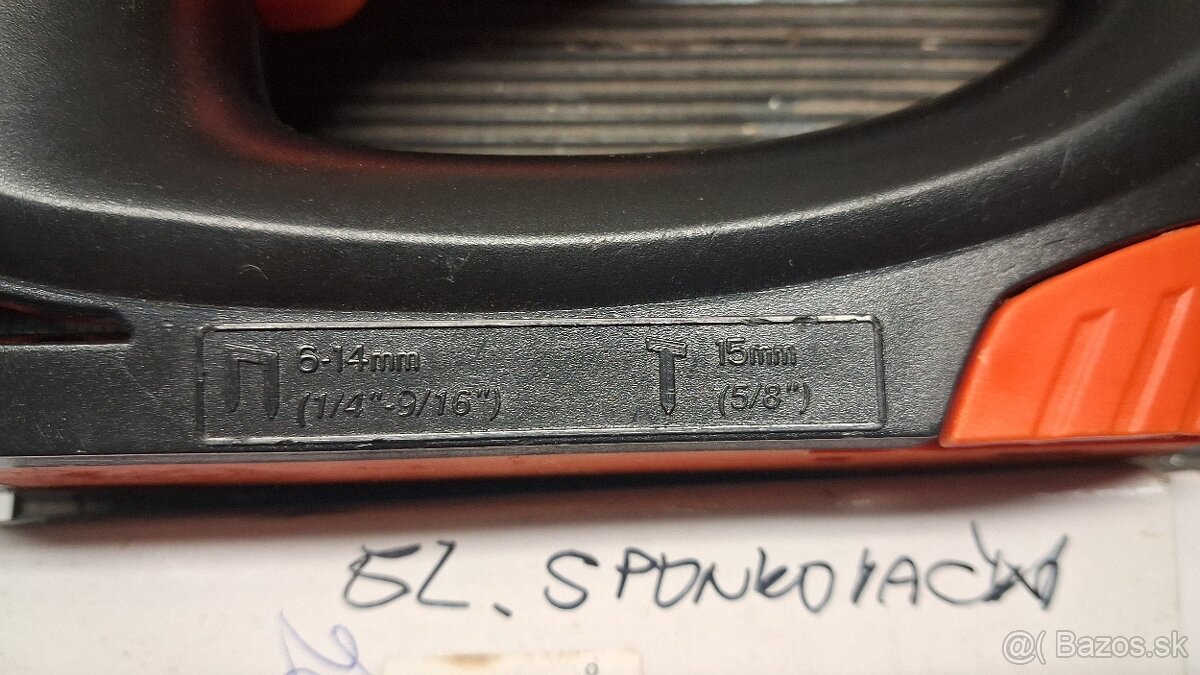 6-14mm
(1/4"-9/16")
15mm
(5/8")
EL. SPONKOVAČKA
@( Bazos.sk